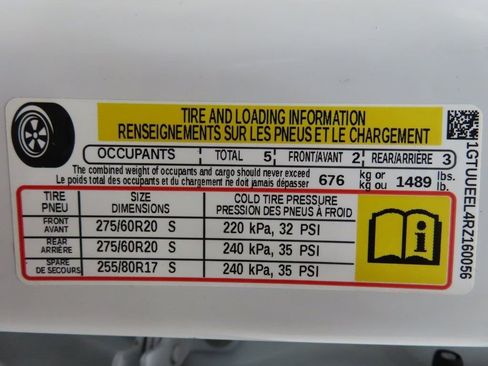 TIRE AND LOADING INFORMATION
RENSEIGNEMENTS SUR LES PNEUS ET LE CHARGEMENT
OCCUPANTS TOTAL 5 FRONT/AVANT 2 REAR/ARRIÈRE 3
The combined weight of occupants and cargo should never exceed 676 kg or 1489 lbs.
Le poids total des occupants et du chargement ne doit jamais dépasser kg ou lb.
TIRE SIZE COLD TIRE PRESSURE
PNEU DIMENSIONS PRESSION DES PNEUS À FROID
FRONT AVANT 275/60R20 S 220 kPa, 32 PSI
REAR ARRIÈRE 275/60R20 S 240 kPa, 35 PSI
SPARE DE SECOURS 255/80R17 S 240 kPa, 35 PSI
1GTUUEEL4RZ160056